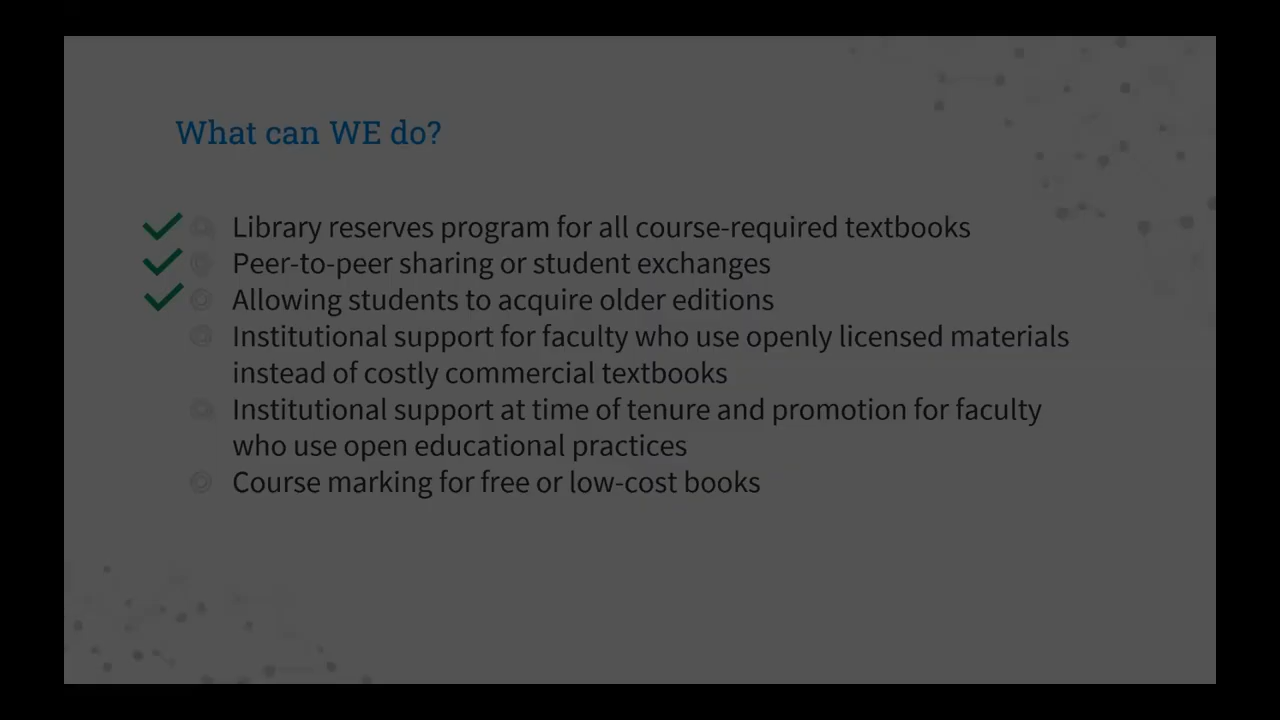 What can WE do?
Library reserves program for all course-required textbooks
Peer-to-peer sharing or student exchanges
Allowing students to acquire older editions
Institutional support for faculty who use openly licensed materials
instead of costly commercial textbooks
Institutional support at time of tenure and promotion for faculty
who use open educational practices
Course marking for free or low-cost books